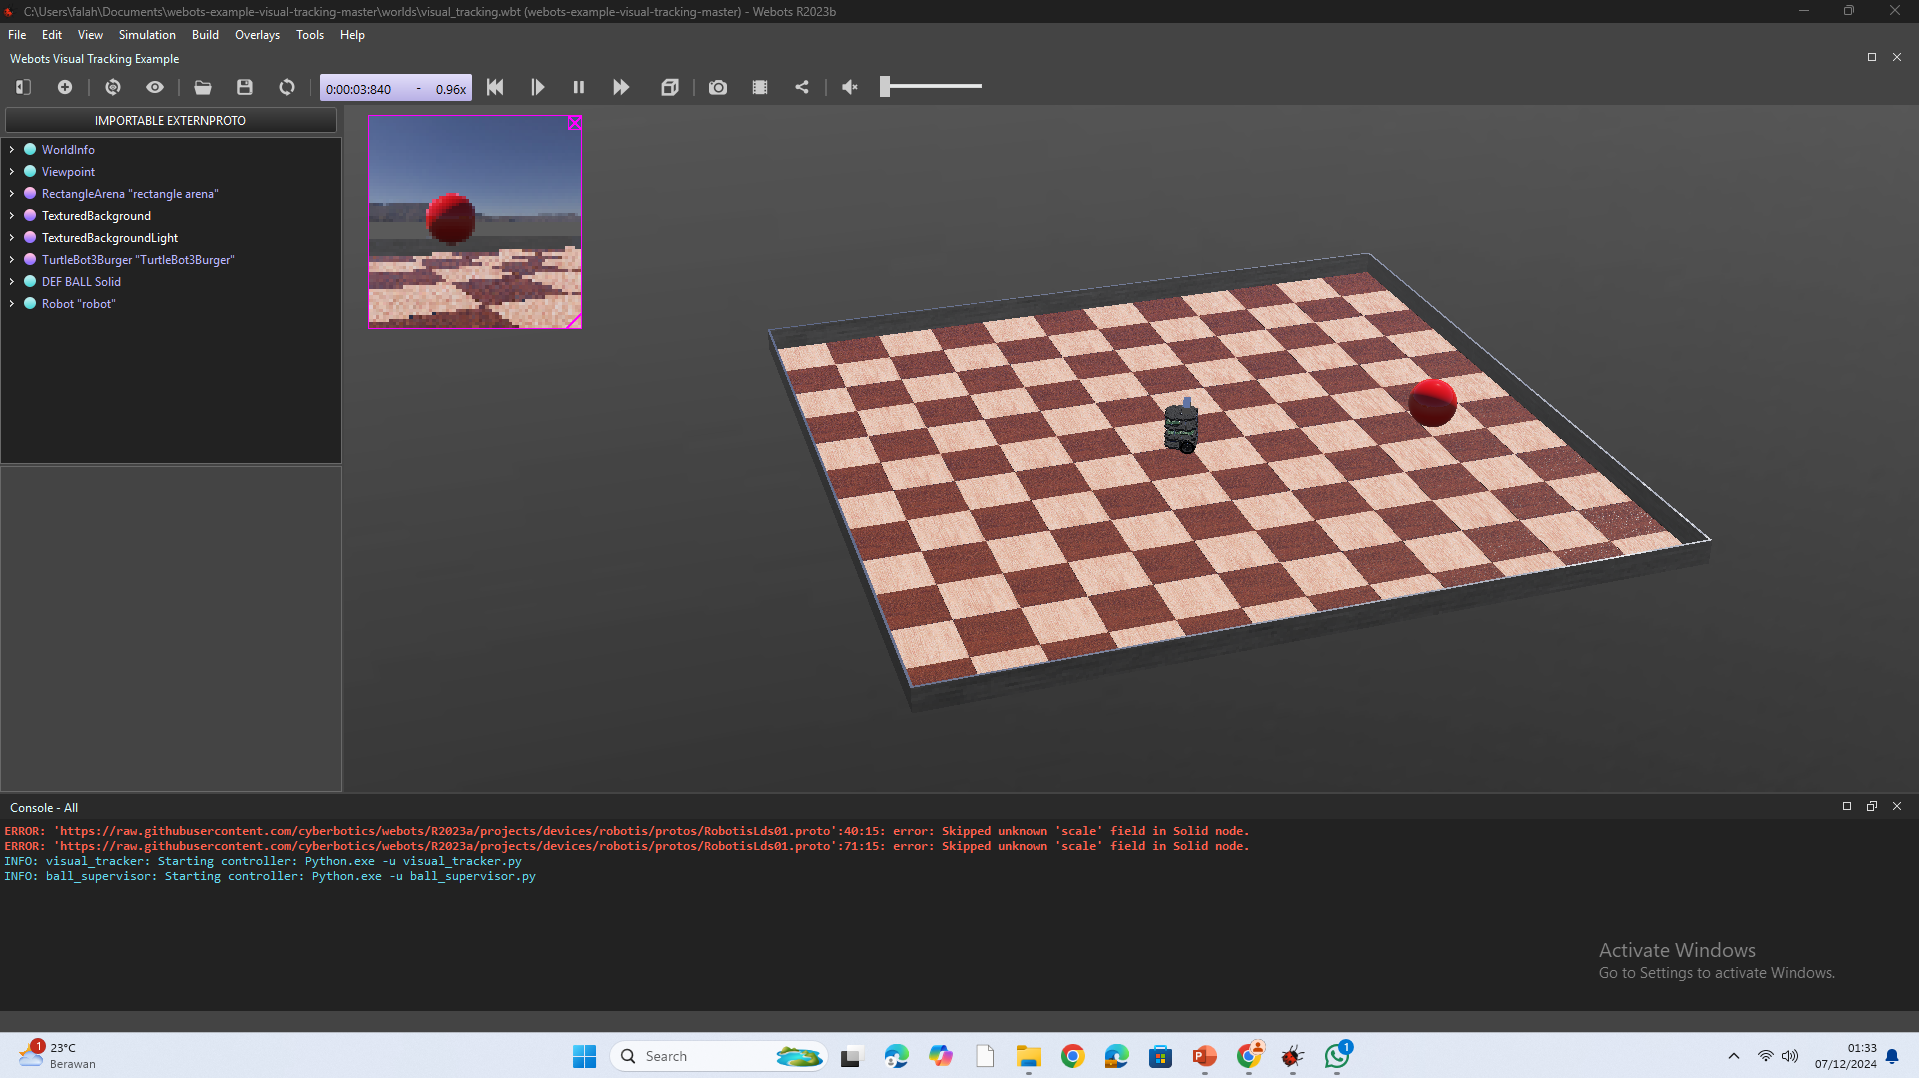 C:\Users\falah\Documents\webots-example-visual-tracking-master\worlds\visual_tracking.wbt (webots-example-visual-tracking-master) - Webots R2023b
File Edit View Simulation Build Overlays Tools Help
Webots Visual Tracking Example
0:00:03:840 - 0.96x
IMPORTABLE EXTERNPROTO
WorldInfo
Viewpoint
RectangleArena "rectangle arena"
TexturedBackground
TexturedBackgroundLight
TurtleBot3Burger "TurtleBot3Burger"
DEF BALL Solid
Robot "robot"
Console - All
ERROR: 'https://raw.githubusercontent.com/cyberbotics/webots/R2023a/projects/devices/robotis/protos/RobotisLds01.proto':40:15: error: Skipped unknown 'scale' field in Solid node.
ERROR: 'https://raw.githubusercontent.com/cyberbotics/webots/R2023a/projects/devices/robotis/protos/RobotisLds01.proto':71:15: error: Skipped unknown 'scale' field in Solid node.
INFO: visual_tracker: Starting controller: Python.exe -u visual_tracker.py
INFO: ball_supervisor: Starting controller: Python.exe -u ball_supervisor.py
Activate Windows
Go to Settings to activate Windows.
1
23°C
Berawan
Search
1
01:33
07/12/2024